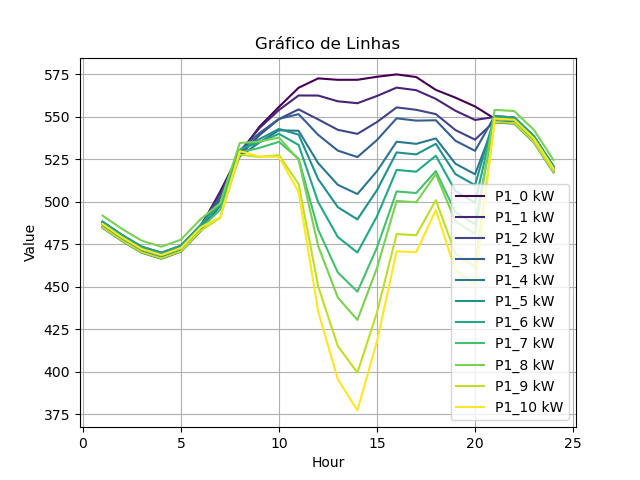 Gráfico de Linhas
Value
575
550
525
500
475
450
425
400
375
0
5
10
15
20
25
Hour
P1_0 kW
P1_1 kW
P1_2 kW
P1_3 kW
P1_4 kW
P1_5 kW
P1_6 kW
P1_7 kW
P1_8 kW
P1_9 kW
P1_10 kW